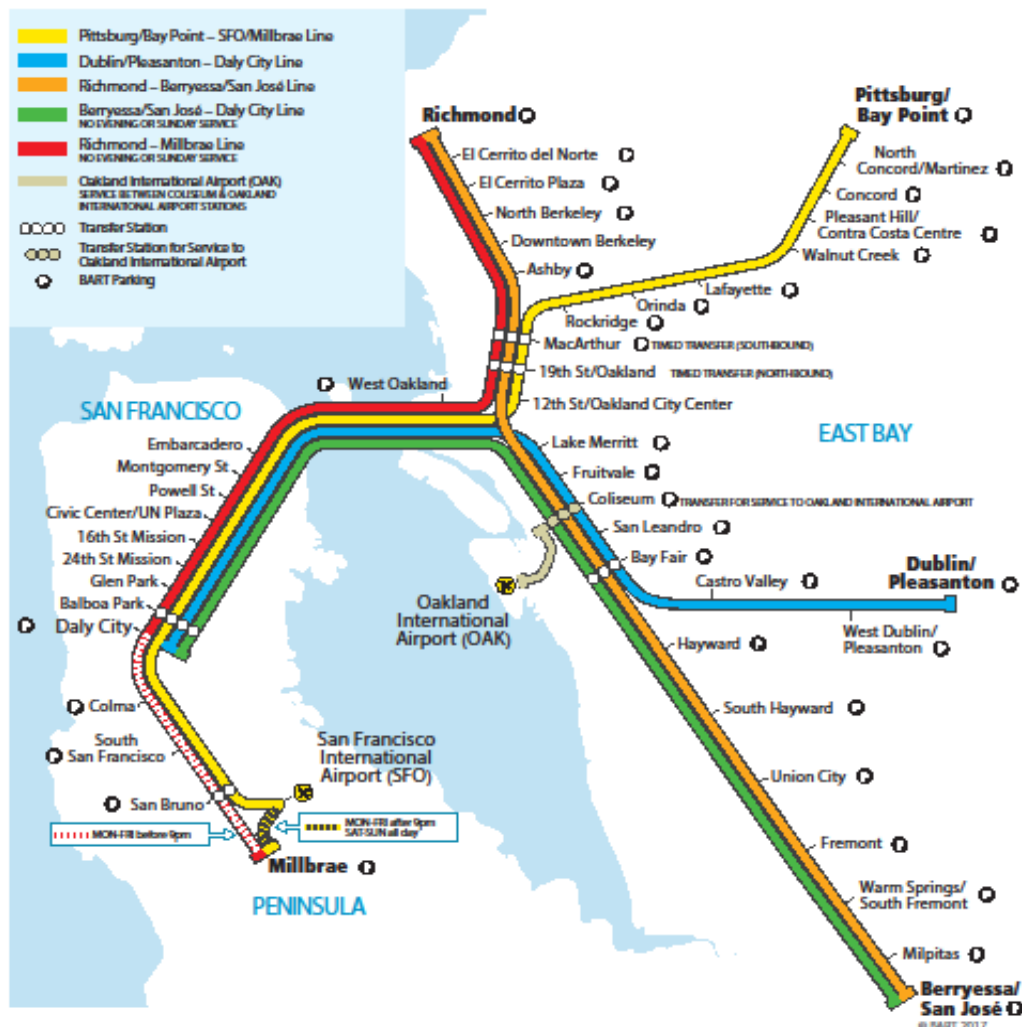 Pittsburg/Bay Point – SFO/Millbrae Line
Dublin/Pleasanton – Daly City Line
Richmond – Berryessa/San José Line
Berryessa/San José – Daly City Line
NO EVENING OR SUNDAY SERVICE
Richmond – Millbrae Line
NO EVENING OR SUNDAY SERVICE
Oakland International Airport (OAK)
SERVICE BETWEEN COLISEUM & OAKLAND
INTERNATIONAL AIRPORT STATIONS
Transfer Station
Transfer Station for Service to
Oakland International Airport
P BART Parking
Richmond P
El Cerrito del Norte P
El Cerrito Plaza P
North Berkeley P
Downtown Berkeley
Ashby P
Pittsburg/
Bay Point P
North
Concord/Martinez P
Concord P
Pleasant Hill/
Contra Costa Centre P
Walnut Creek P
Lafayette P
Orinda P
Rockridge P
MacArthur P TIMED TRANSFER (SOUTHBOUND)
19th St/Oakland TIMED TRANSFER (NORTHBOUND)
12th St/Oakland City Center
P West Oakland
SAN FRANCISCO
EAST BAY
Embarcadero
Montgomery St
Powell St
Civic Center/UN Plaza
16th St Mission
24th St Mission
Glen Park
Balboa Park
P Daly City
P Colma
South
P San Francisco
P San Bruno
Lake Merritt P
Fruitvale P
Coliseum P TRANSFER FOR SERVICE TO OAKLAND INTERNATIONAL AIRPORT
San Leandro P
Bay Fair P
Castro Valley P
Dublin/
Pleasanton P
West Dublin/
Pleasanton P
Oakland
International
Airport (OAK)
Hayward P
South Hayward P
Union City P
Fremont P
Warm Springs/
South Fremont P
Milpitas P
Berryessa/
San José P
© BART 2017
San Francisco
International
Airport (SFO)
MON-FRI before 9pm
MON-FRI after 9pm
SAT-SUN all day
Millbrae P
PENINSULA